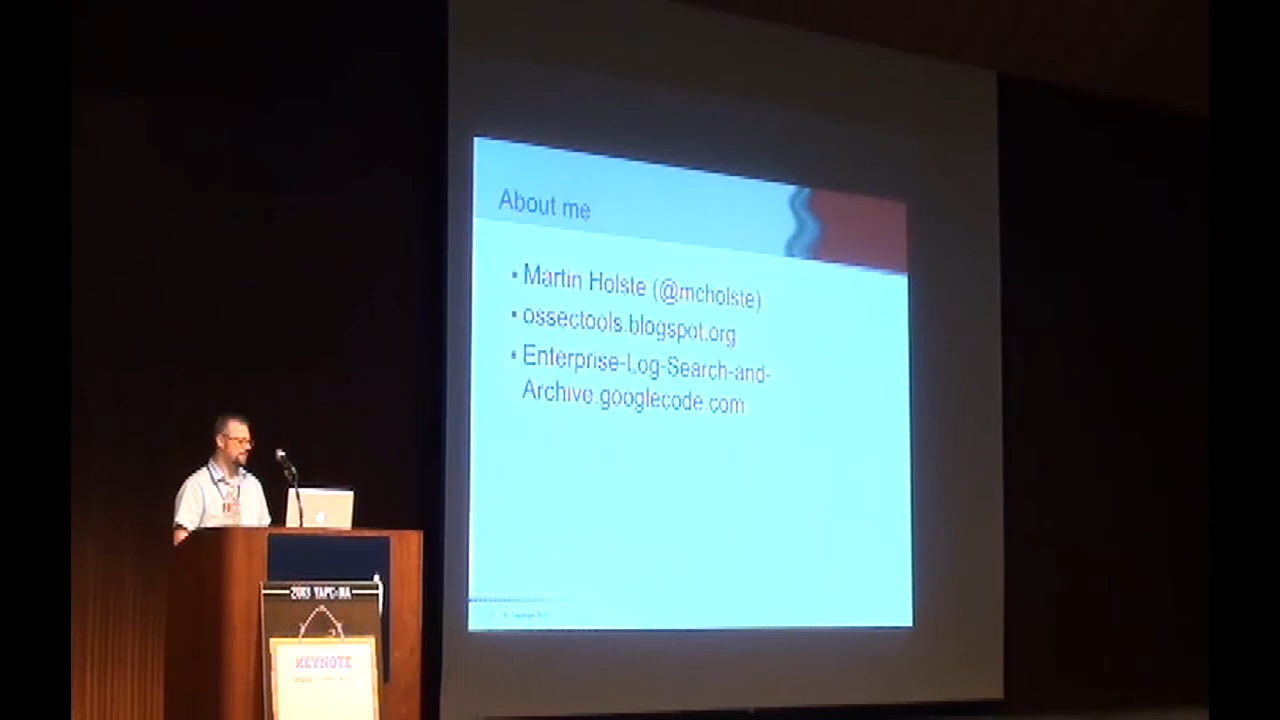 About me
• Martin Holste (@mcholste)
• ossectools.blogspot.org
• Enterprise-Log-Search-and-
Archive.googlecode.com
2013 YAPC::NA
KEYNOTE